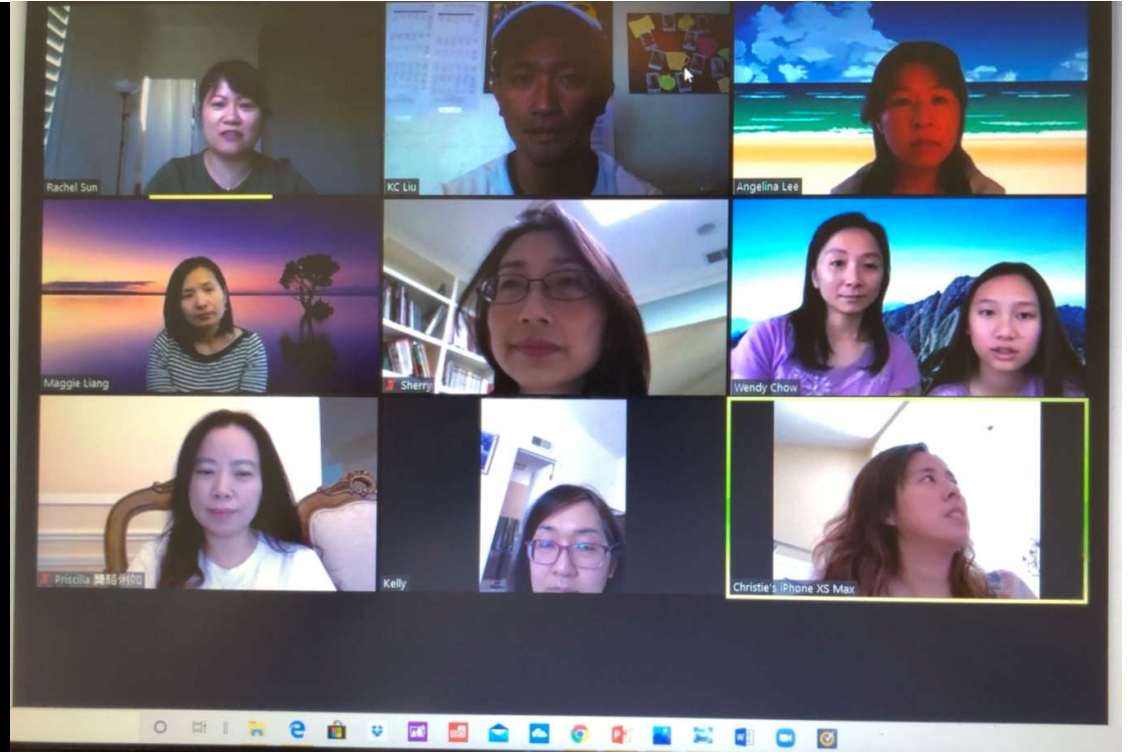 Rachel Sun
KC Liu
Angelina Lee
Maggie Liang
Sherry
Wendy Chow
Priscilla
Kelly
Christie's iPhone XS Max